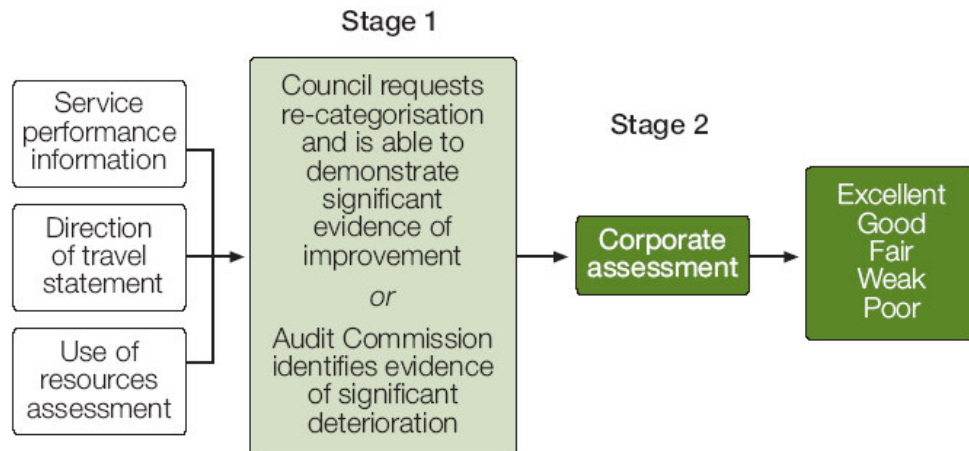 Stage 1
Service
performance
information
Direction
of travel
statement
Use of
resources
assessment
Council requests
re-categorisation
and is able to
demonstrate
significant
evidence of
improvement
or
Audit Commission
identifies evidence
of significant
deterioration
Stage 2
Corporate
assessment
Excellent
Good
Fair
Weak
Poor